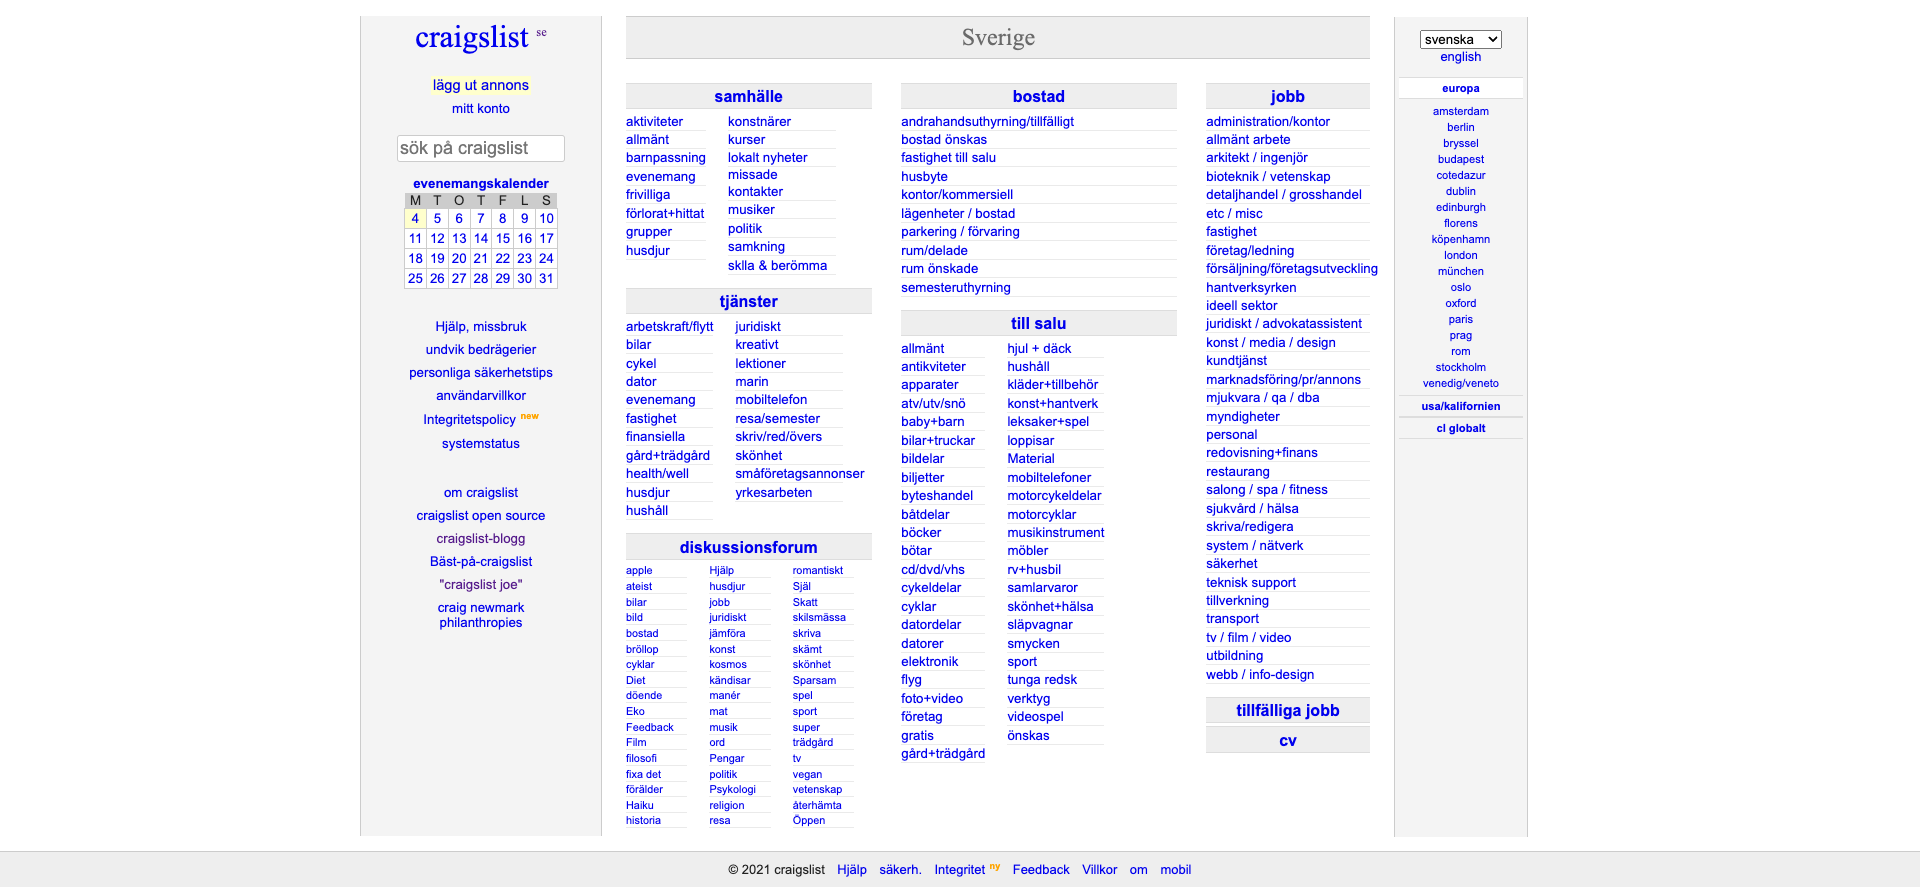 craigslist se
lägg ut annons
mitt konto
sök på craigslist
evenemangskalender
M T O T F L S
4 5 6 7 8 9 10
11 12 13 14 15 16 17
18 19 20 21 22 23 24
25 26 27 28 29 30 31
Hjälp, missbruk
undvik bedrägerier
personliga säkerhetstips
användarvillkor
Integritetspolicy new
systemstatus
om craigslist
craigslist open source
craigslist-blogg
Bäst-på-craigslist
"craigslist joe"
craig newmark
philanthropies
Sverige
samhälle
aktiviteter
allmänt
barnpassning
evenemang
frivilliga
förlorat+hittat
grupper
husdjur
konstnärer
kurser
lokalt nyheter
missade
kontakter
musiker
politik
samkning
sklla & berömma
tjänster
arbetskraft/flytt
bilar
cykel
dator
evenemang
fastighet
finansiella
gård+trädgård
health/well
husdjur
hushåll
juridiskt
kreativt
lektioner
marin
mobiltelefon
resa/semester
skriv/red/övers
skönhet
småföretagsannonser
yrkesarbeten
diskussionsforum
apple
ateist
bilar
bild
bostad
bröllop
cyklar
Diet
döende
Eko
Feedback
Film
filosofi
fixa det
förälder
Haiku
historia
Hjälp
husdjur
jobb
juridiskt
jämföra
konst
kosmos
kändisar
manér
mat
musik
ord
Pengar
politik
Psykologi
religion
resa
romantiskt
Själ
Skatt
skilsmässa
skriva
skämt
skönhet
Sparsam
spel
sport
super
trädgård
tv
vegan
vetenskap
återhämta
Öppen
bostad
andrahandsuthyrning/tillfälligt
bostad önskas
fastighet till salu
husbyte
kontor/kommersiell
lägenheter / bostad
parkering / förvaring
rum/delade
rum önskade
semesteruthyrning
till salu
allmänt
antikviteter
apparater
atv/utv/snö
baby+barn
bilar+truckar
bildelar
biljetter
byteshandel
båtdelar
böcker
bötar
cd/dvd/vhs
cykeldelar
cyklar
datordelar
datorer
elektronik
flyg
foto+video
företag
gratis
gård+trädgård
hjul + däck
hushåll
kläder+tillbehör
konst+hantverk
leksaker+spel
loppisar
Material
mobiltelefoner
motorcykeldelar
motorcyklar
musikinstrument
möbler
rv+husbil
samlarvaror
skönhet+hälsa
släpvagnar
smycken
sport
tunga redsk
verktyg
videospel
önskas
jobb
administration/kontor
allmänt arbete
arkitekt / ingenjör
bioteknik / vetenskap
detaljhandel / grosshandel
etc / misc
fastighet
företag/ledning
försäljning/företagsutveckling
hantverksyrken
ideell sektor
juridiskt / advokatassistent
konst / media / design
kundtjänst
marknadsföring/pr/annons
mjukvara / qa / dba
myndigheter
personal
redovisning+finans
restaurang
salong / spa / fitness
sjukvård / hälsa
skriva/redigera
system / nätverk
säkerhet
teknisk support
tillverkning
transport
tv / film / video
utbildning
webb / info-design
tillfälliga jobb
cv
svenska
english
europa
amsterdam
berlin
bryssel
budapest
cotedazur
dublin
edinburgh
florens
köpenhamn
london
münchen
oslo
oxford
paris
prag
rom
stockholm
venedig/veneto
usa/kalifornien
cl globalt
© 2021 craigslist Hjälp säkerh. Integritet ny Feedback Villkor om mobil